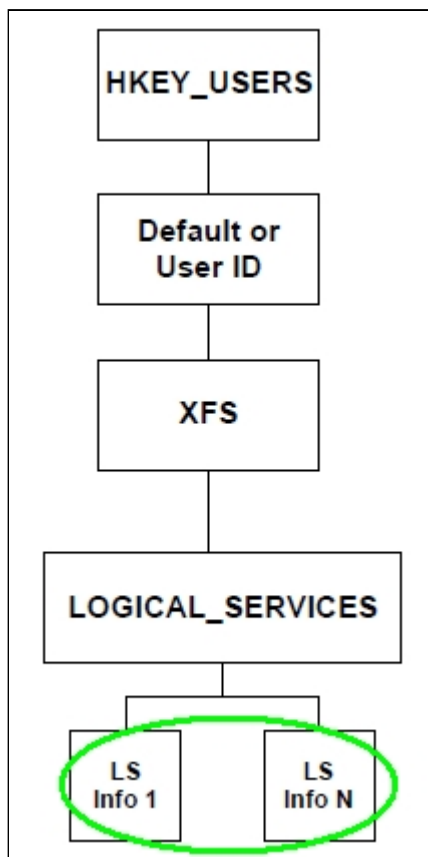 HKEY_USERS
Default or
User ID
XFS
LOGICAL_SERVICES
LS
Info 1
LS
Info N